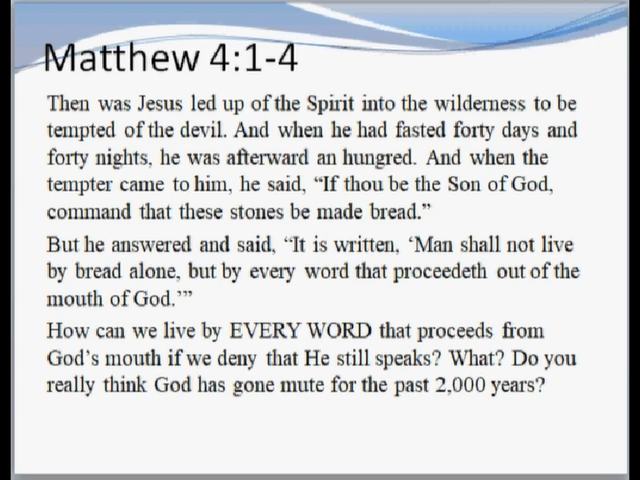 Matthew 4:1-4
Then was Jesus led up of the Spirit into the wilderness to be
tempted of the devil. And when he had fasted forty days and
forty nights, he was afterward an hungred. And when the
tempter came to him, he said, “If thou be the Son of God,
command that these stones be made bread.”
But he answered and said, “It is written, ‘Man shall not live
by bread alone, but by every word that proceedeth out of the
mouth of God.’”
How can we live by EVERY WORD that proceeds from
God’s mouth if we deny that He still speaks? What? Do you
really think God has gone mute for the past 2,000 years?